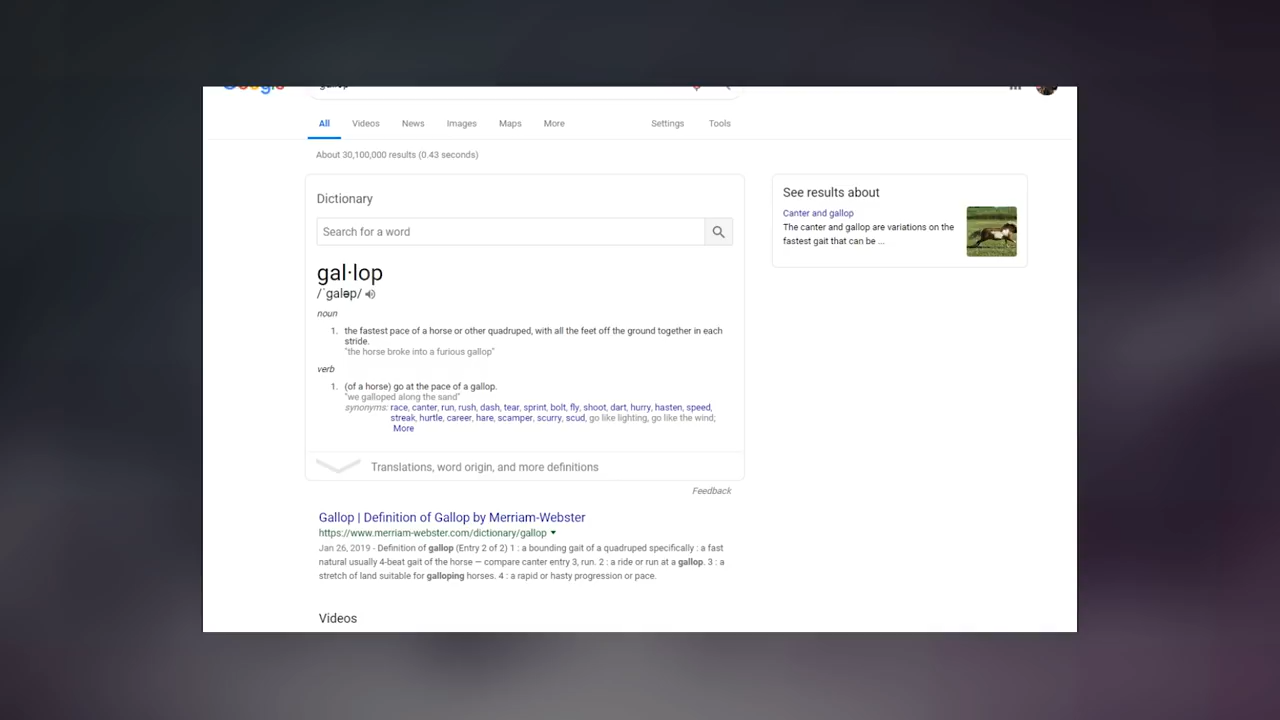 Google
gallop
All Videos News Images Maps More Settings Tools
About 30,100,000 results (0.43 seconds)
Dictionary
Search for a word
gal·lop
/ˈɡaləp/
noun
1. the fastest pace of a horse or other quadruped, with all the feet off the ground together in each
stride.
"the horse broke into a furious gallop"
verb
1. (of a horse) go at the pace of a gallop.
"we galloped along the sand"
synonyms: race, canter, run, rush, dash, tear, sprint, bolt, fly, shoot, dart, hurry, hasten, speed,
streak, hurtle, career, hare, scamper, scurry, scud, go like lighting, go like the wind;
More
Translations, word origin, and more definitions
Feedback
See results about
Canter and gallop
The canter and gallop are variations on the
fastest gait that can be ...
Gallop | Definition of Gallop by Merriam-Webster
https://www.merriam-webster.com/dictionary/gallop
Jan 26, 2019 - Definition of gallop (Entry 2 of 2) 1 : a bounding gait of a quadruped specifically : a fast
natural usually 4-beat gait of the horse — compare canter entry 3, run. 2 : a ride or run at a gallop. 3 : a
stretch of land suitable for galloping horses. 4 : a rapid or hasty progression or pace.
Videos